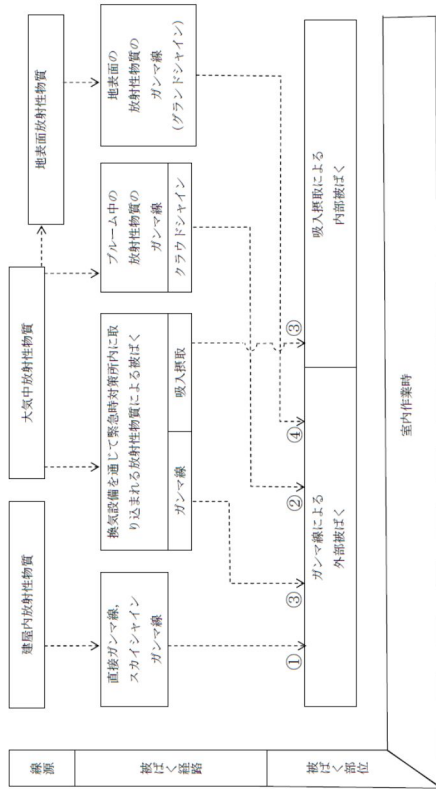 線源
建屋内放射性物質
大気中放射性物質
地表面放射性物質
被ばく経路
直接ガンマ線,
スカイシャイン
ガンマ線
換気設備を通じて緊急時対策所内に取
り込まれる放射性物質による被ばく
ガンマ線
吸入摂取
プルーム中の
放射性物質の
ガンマ線
クラウドシャイン
地表面の
放射性物質の
ガンマ線
(グランドシャイン)
被ばく部位
①
③
②
④
③
ガンマ線による
外部被ばく
吸入摂取による
内部被ばく
室内作業時